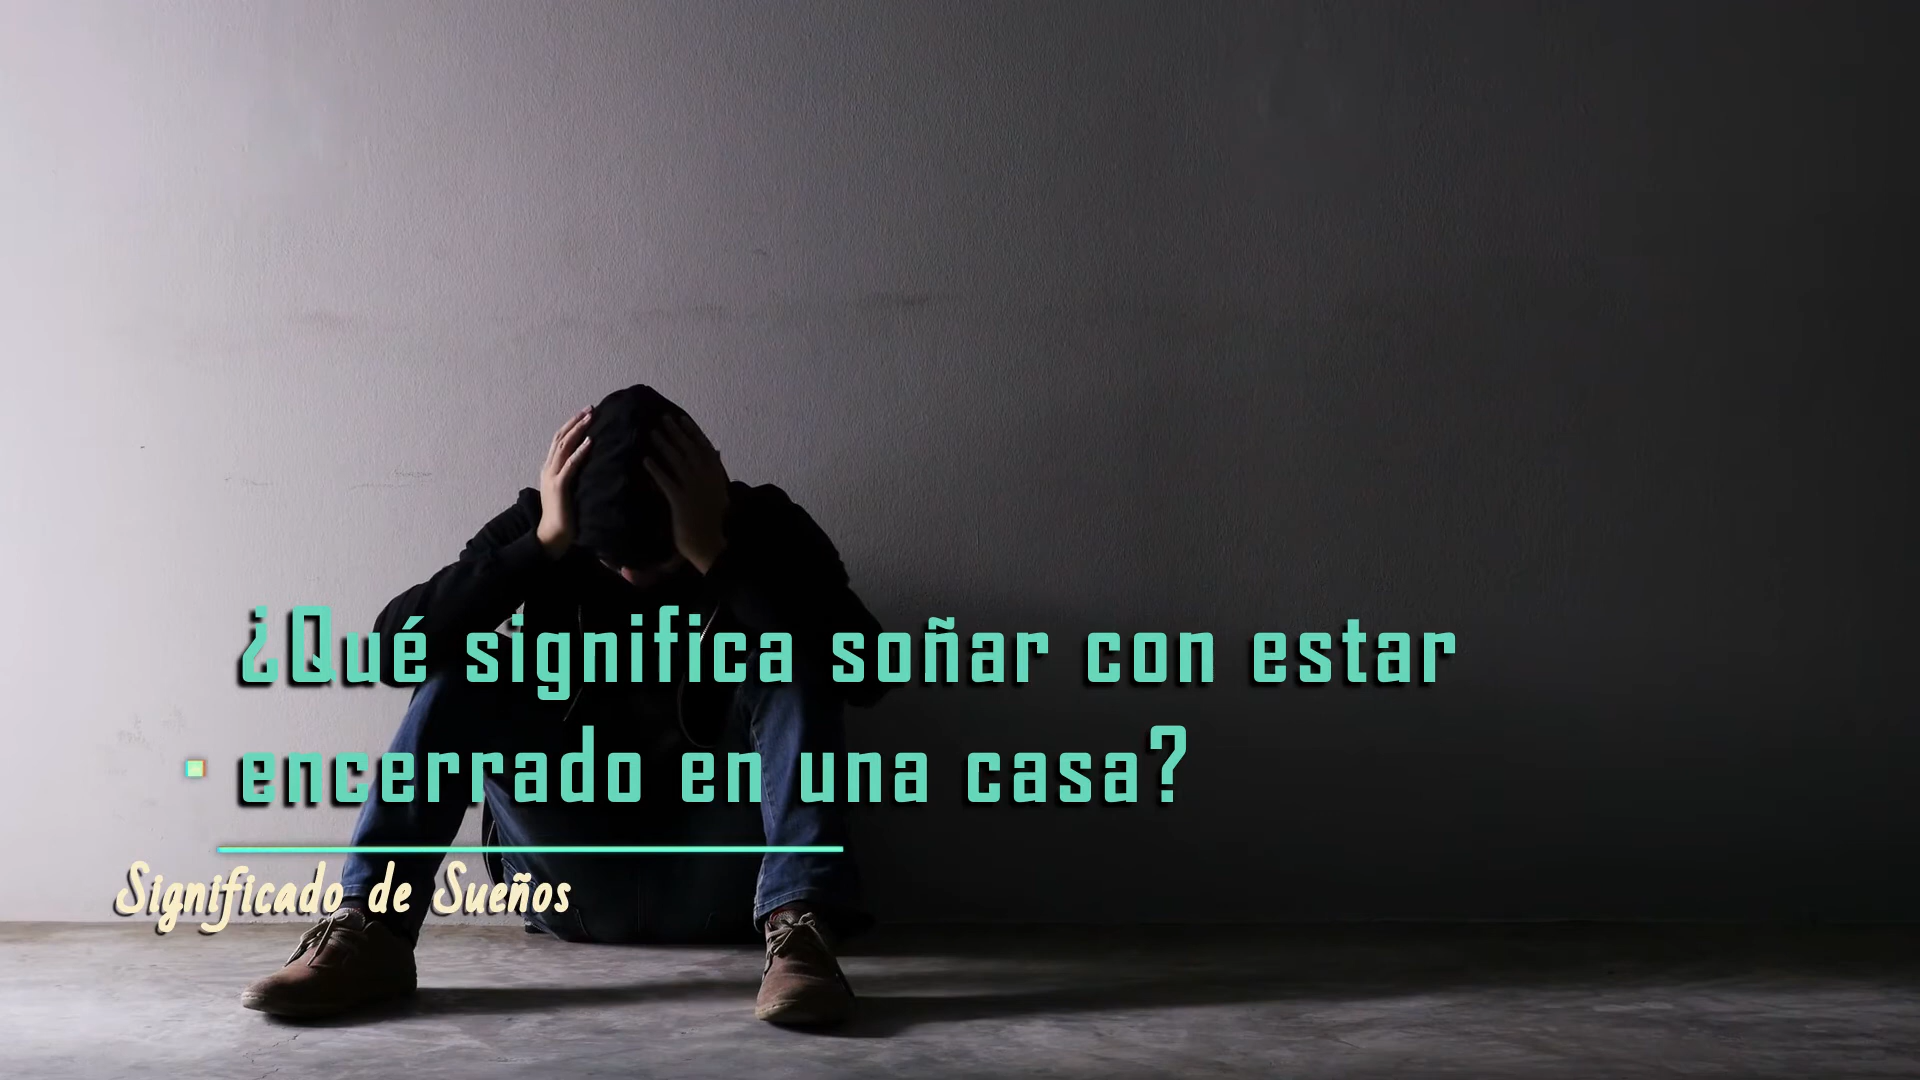 ¿Qué significa soñar con estar
encerrado en una casa?
Significado de Sueños